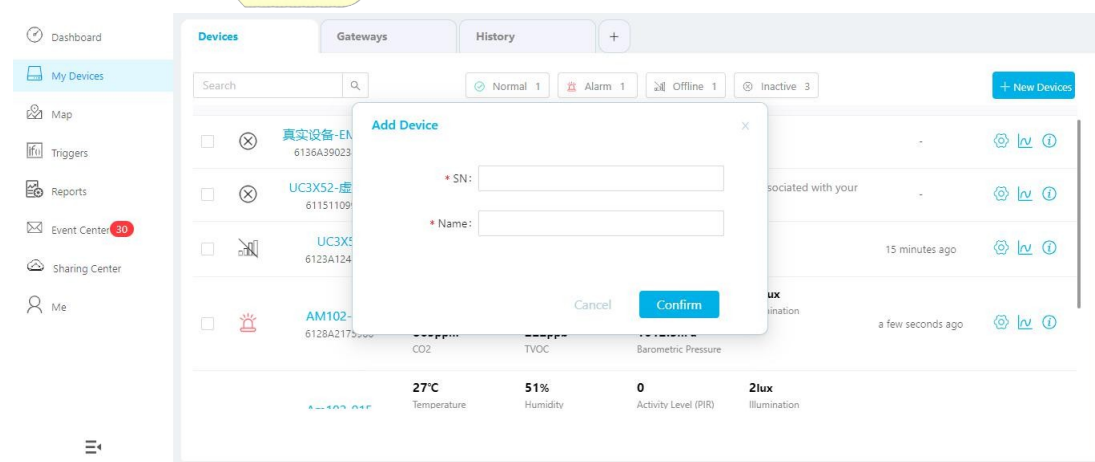 Dashboard
My Devices
Map
Triggers
Reports
Event Center 30
Sharing Center
Me
Devices
Gateways
History
+
Search
Normal 1
Alarm 1
Offline 1
Inactive 3
+ New Devices
真实设备-EM
6136A39023
-
UC3X52-虚
61151109
sociated with your
-
UC3X5
6123A124
15 minutes ago
AM102-
6128A217
lux
a few seconds ago
CO2
TVOC
Barometric Pressure
Add Device
x
* SN:
* Name:
Cancel
Confirm
27°C
51%
0
2lux
Temperature
Humidity
Activity Level (PIR)
Illumination